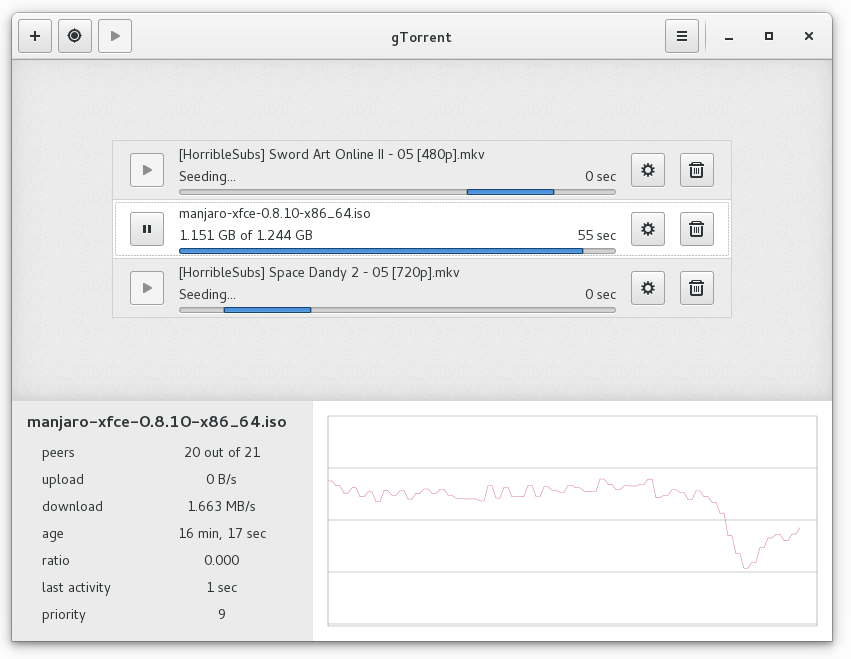 gTorrent
[HorribleSubs] Sword Art Online II - 05 [480p].mkv
Seeding... 0 sec
manjaro-xfce-0.8.10-x86_64.iso
1.151 GB of 1.244 GB 55 sec
[HorribleSubs] Space Dandy 2 - 05 [720p].mkv
Seeding... 0 sec
manjaro-xfce-0.8.10-x86_64.iso
peers 20 out of 21
upload 0 B/s
download 1.663 MB/s
age 16 min, 17 sec
ratio 0.000
last activity 1 sec
priority 9